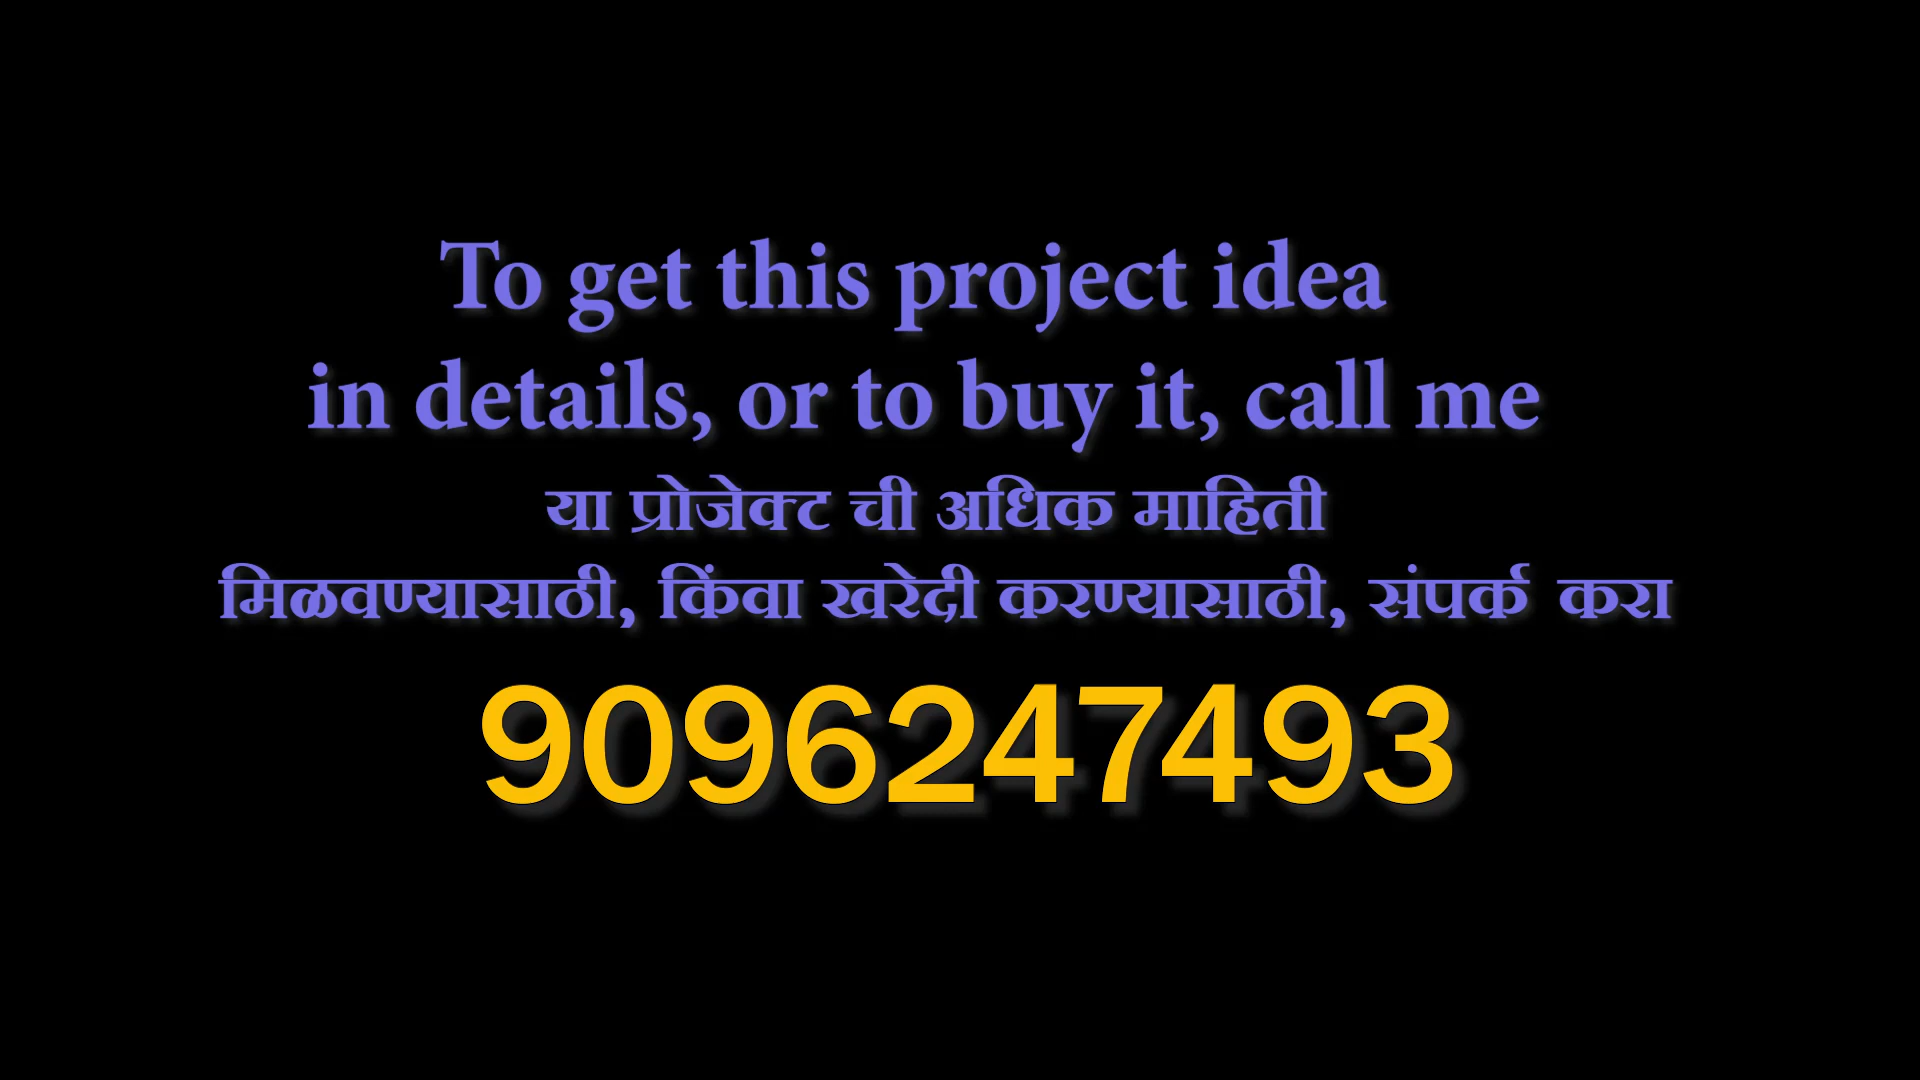 To get this project idea
in details, or to buy it, call me
या प्रोजेक्ट ची अधिक माहिती
मिळवण्यासाठी, किंवा खरेदी करण्यासाठी, संपर्क करा
9096247493